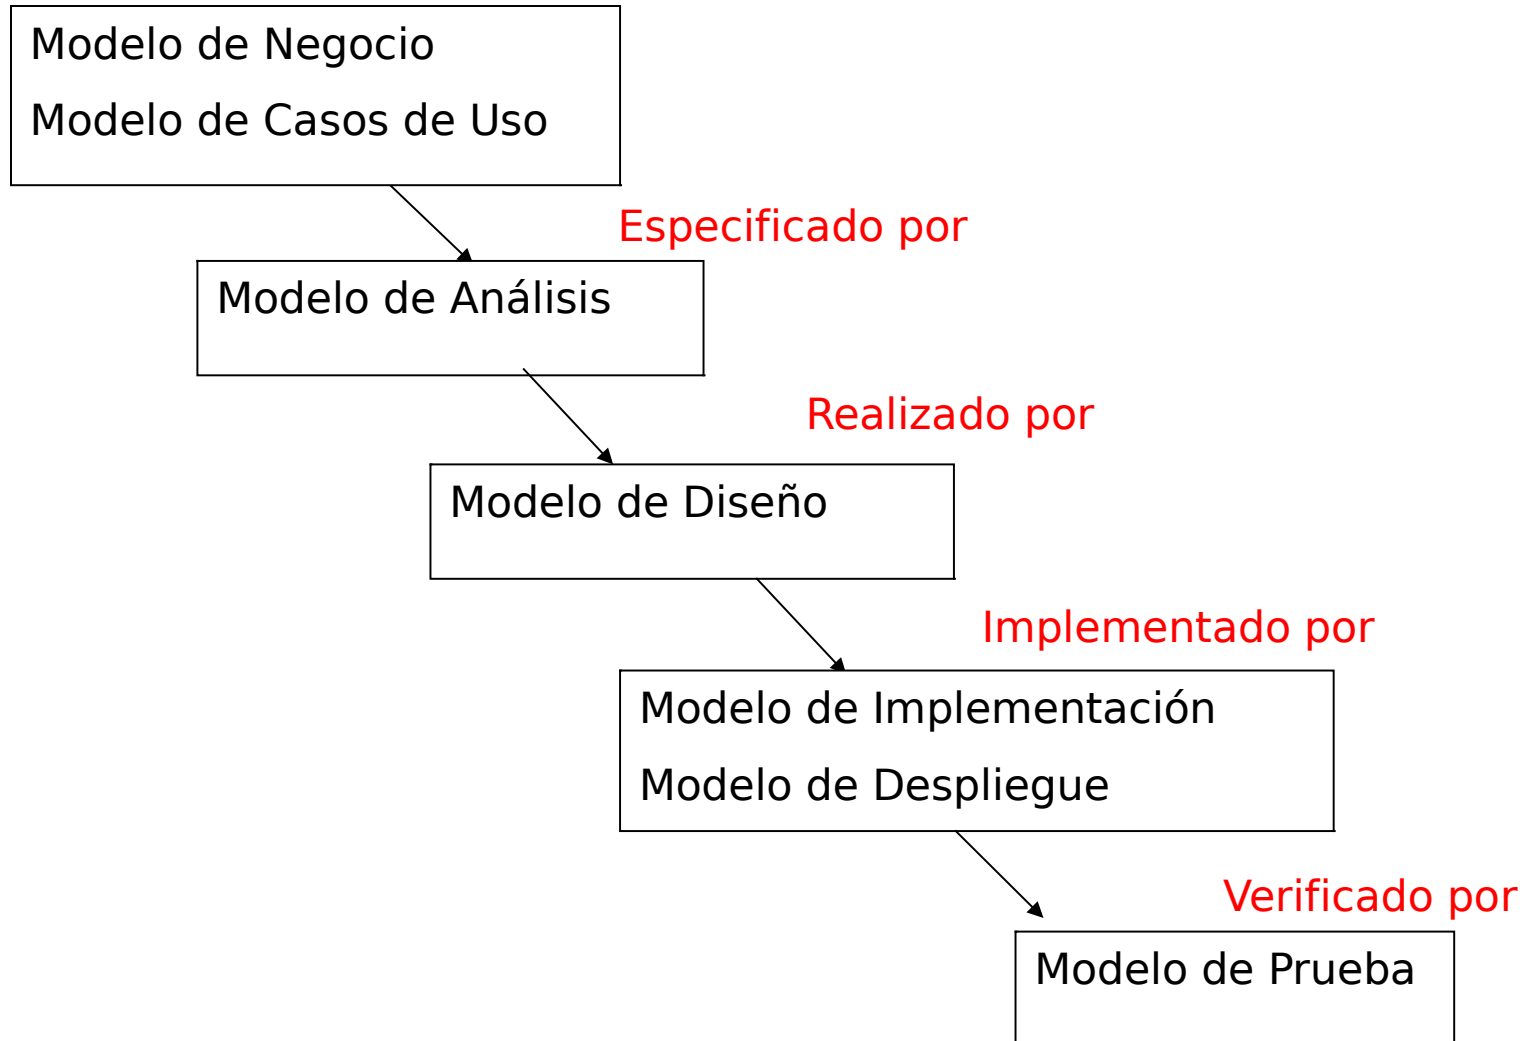 Modelo de Negocio
Modelo de Casos de Uso
Especificado por
Modelo de Análisis
Realizado por
Modelo de Diseño
Implementado por
Modelo de Implementación
Modelo de Despliegue
Verificado por
Modelo de Prueba